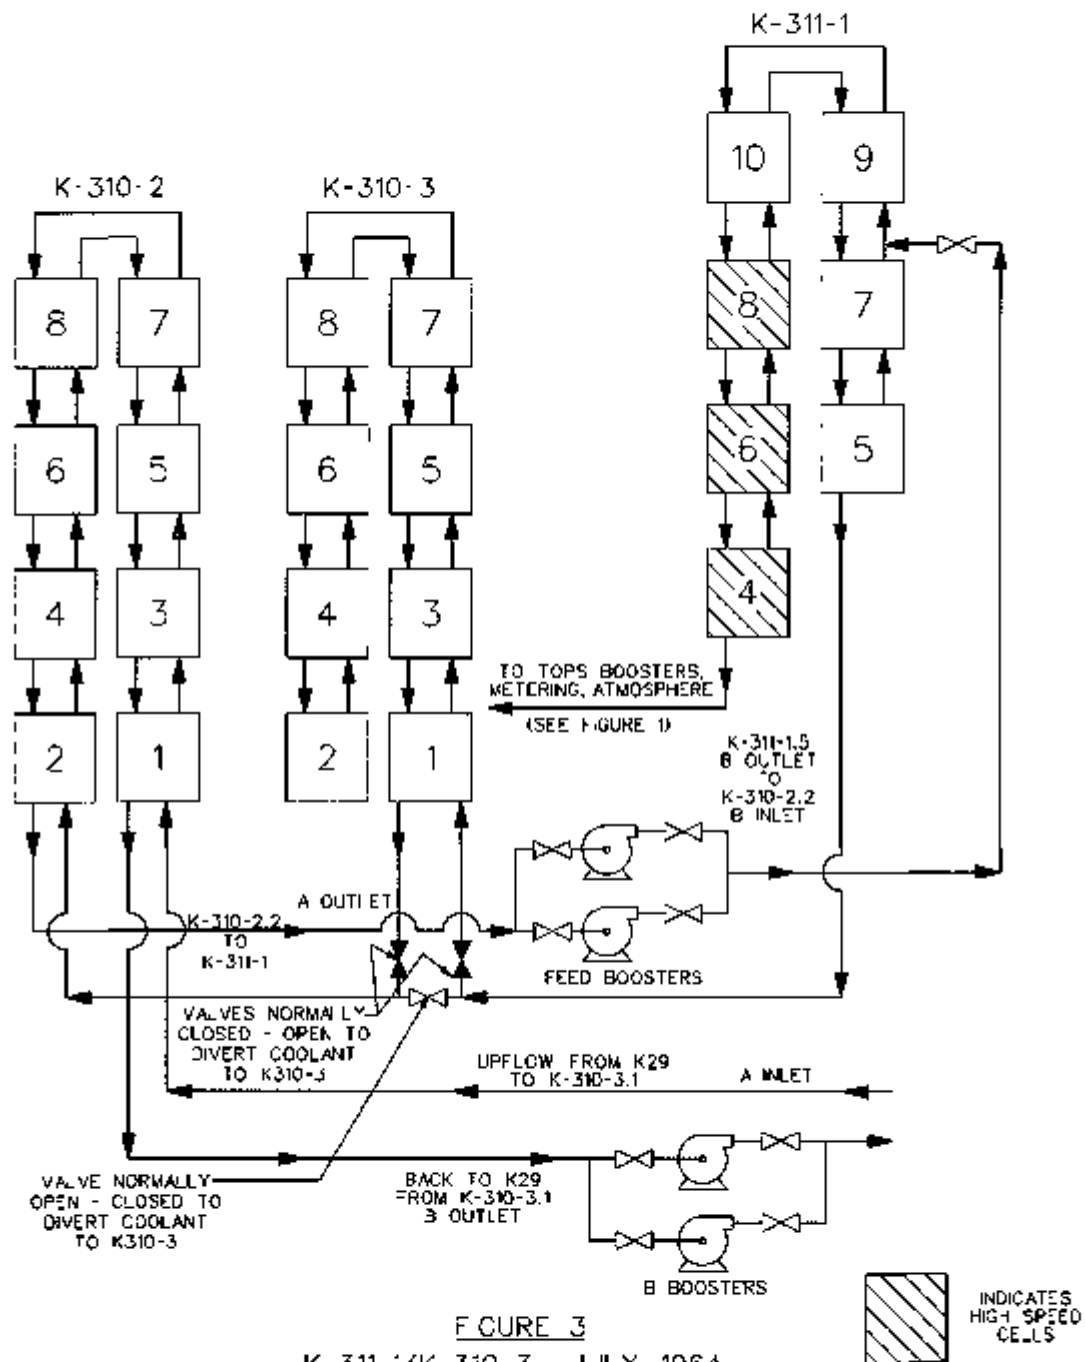 K-311-1
10 9
K-310-2 K-310-3
8 7 8 7 8 7
6 5 6 5 6 5
4 3 4 3 4
TO TOPS BOOSTERS,
METERING, ATMOSPHERE
(SEE FIGURE 1)
2 1 2 1
K-311-1.5
B OUTLET
TO
K-310-2.2
B INLET
A OUTLET
K-310-2.2
TO
K-311-1
FEED BOOSTERS
VALVES NORMALLY
CLOSED - OPEN TO
DIVERT COOLANT
TO K310-3
UPFLOW FROM K29
TO K-310-3.1
A INLET
VALVE NORMALLY
OPEN - CLOSED TO
DIVERT COOLANT
TO K310-3
BACK TO K29
FROM K-310-3.1
B OUTLET
B BOOSTERS
INDICATES
HIGH SPEED
CELLS
FIGURE 3